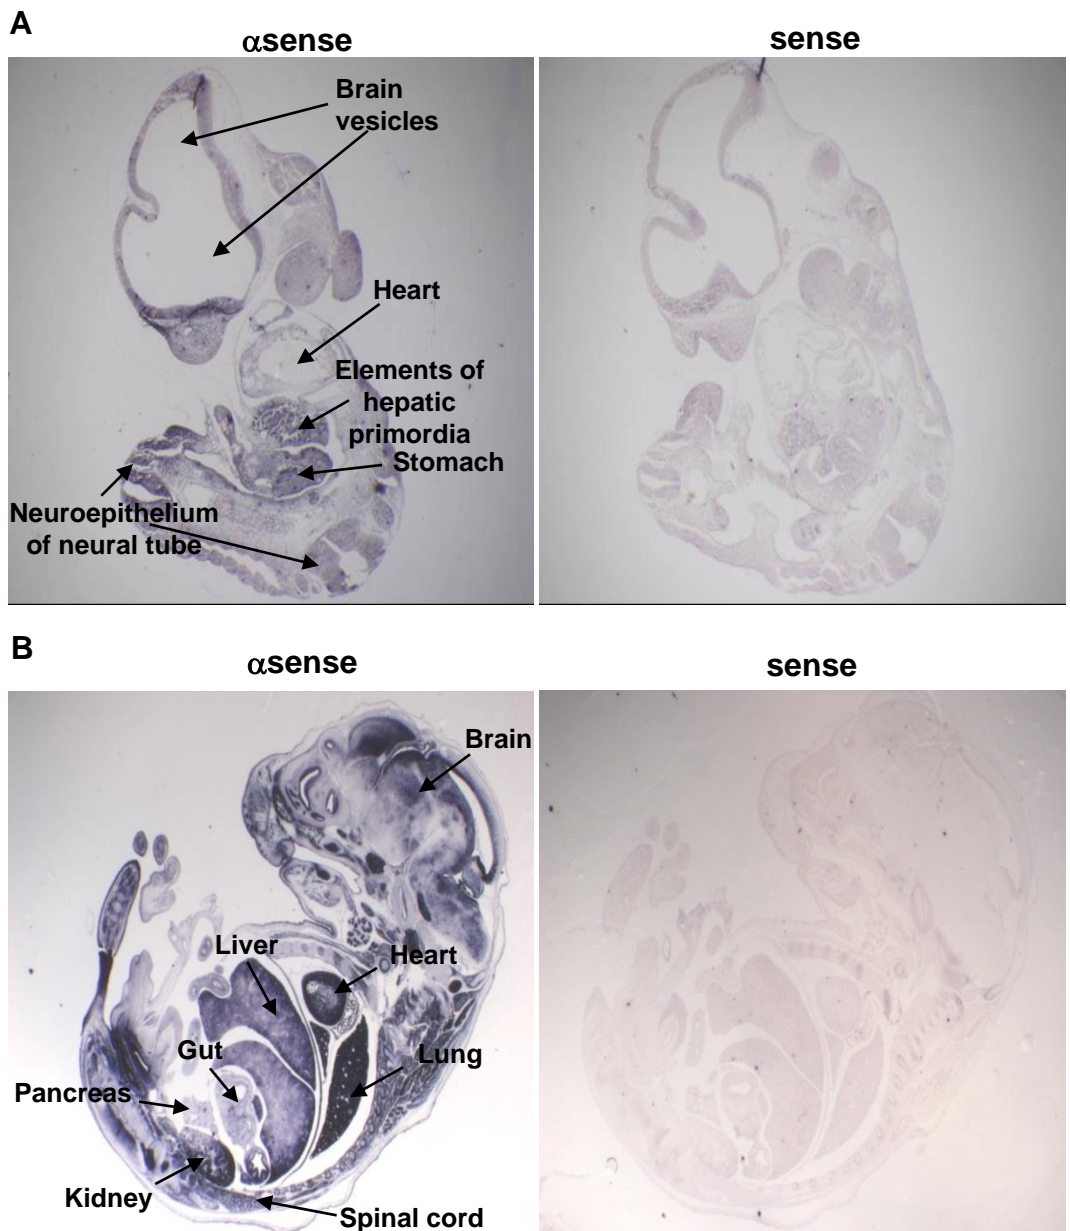 A
αsense
sense
Brain
vesicles
Heart
Elements of
hepatic
primordia
Stomach
Neuroepithelium
of neural tube
B
αsense
sense
Brain
Liver
Heart
Gut
Lung
Pancreas
Kidney
Spinal cord